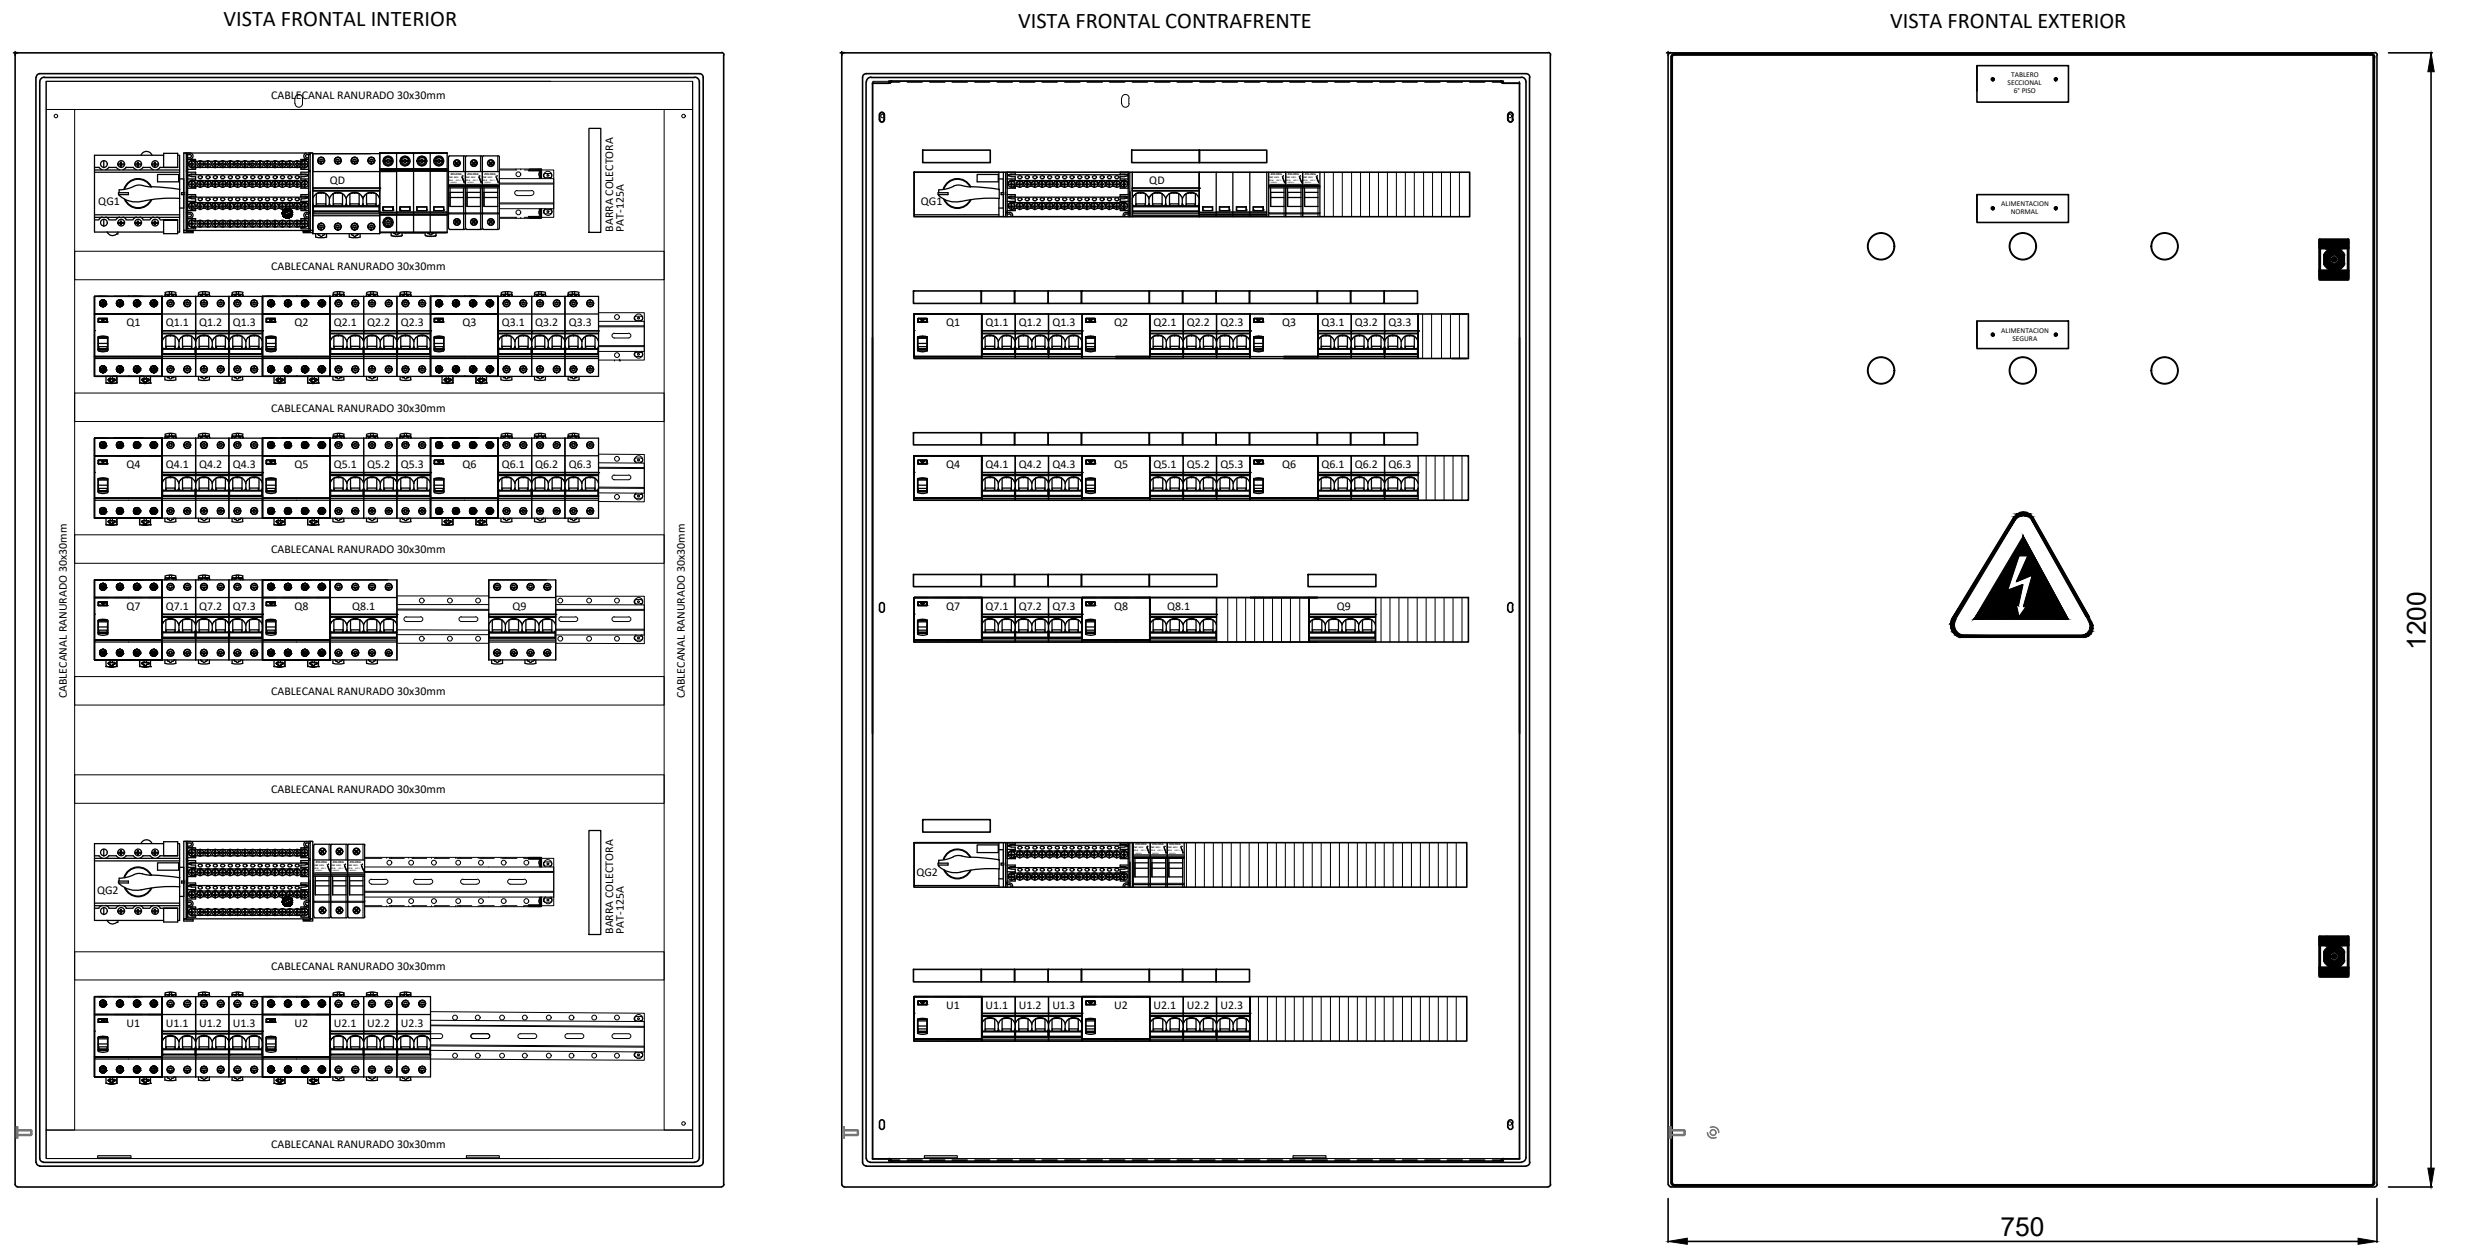 VISTA FRONTAL INTERIOR
CABLECANAL RANURADO 30x30mm
QG1
QD
BARRA COLECTORA
PAT-125A
CABLECANAL RANURADO 30x30mm
Q1 Q1.1 Q1.2 Q1.3 Q2 Q2.1 Q2.2 Q2.3 Q3 Q3.1 Q3.2 Q3.3
CABLECANAL RANURADO 30x30mm
Q4 Q4.1 Q4.2 Q4.3 Q5 Q5.1 Q5.2 Q5.3 Q6 Q6.1 Q6.2 Q6.3
CABLECANAL RANURADO 30x30mm
CABLECANAL RANURADO 30x30mm
CABLECANAL RANURADO 30x30mm
Q7 Q7.1 Q7.2 Q7.3 Q8 Q8.1 Q9
CABLECANAL RANURADO 30x30mm
CABLECANAL RANURADO 30x30mm
QG2
BARRA COLECTORA
PAT-125A
CABLECANAL RANURADO 30x30mm
U1 U1.1 U1.2 U1.3 U2 U2.1 U2.2 U2.3
CABLECANAL RANURADO 30x30mm
VISTA FRONTAL CONTRAFRENTE
QG1
QD
Q1 Q1.1 Q1.2 Q1.3 Q2 Q2.1 Q2.2 Q2.3 Q3 Q3.1 Q3.2 Q3.3
Q4 Q4.1 Q4.2 Q4.3 Q5 Q5.1 Q5.2 Q5.3 Q6 Q6.1 Q6.2 Q6.3
Q7 Q7.1 Q7.2 Q7.3 Q8 Q8.1 Q9
QG2
U1 U1.1 U1.2 U1.3 U2 U2.1 U2.2 U2.3
VISTA FRONTAL EXTERIOR
TABLERO
SECCIONAL
6° PISO
ALIMENTACION
NORMAL
ALIMENTACION
SEGURA
1200
750